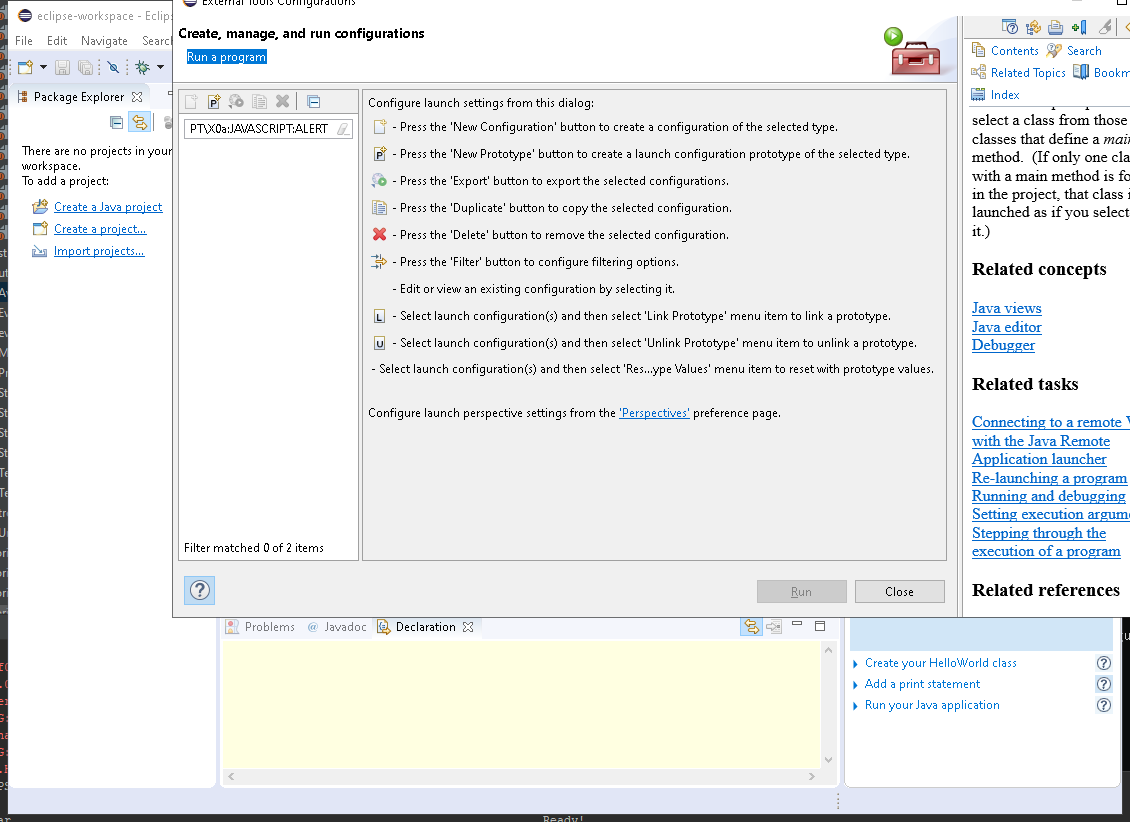 eclipse-workspace - Eclips
External Tools Configurations
File Edit Navigate Search
Create, manage, and run configurations
Run a program
Package Explorer
There are no projects in your
workspace.
To add a project:
Create a Java project
Create a project...
Import projects...
PT\X0a:JAVASCRIPT:ALERT
Filter matched 0 of 2 items
Configure launch settings from this dialog:
- Press the 'New Configuration' button to create a configuration of the selected type.
- Press the 'New Prototype' button to create a launch configuration prototype of the selected type.
- Press the 'Export' button to export the selected configurations.
- Press the 'Duplicate' button to copy the selected configuration.
- Press the 'Delete' button to remove the selected configuration.
- Press the 'Filter' button to configure filtering options.
- Edit or view an existing configuration by selecting it.
- Select launch configuration(s) and then select 'Link Prototype' menu item to link a prototype.
- Select launch configuration(s) and then select 'Unlink Prototype' menu item to unlink a prototype.
- Select launch configuration(s) and then select 'Res...ype Values' menu item to reset with prototype values.
Configure launch perspective settings from the 'Perspectives' preference page.
Run Close
Contents Search
Related Topics Bookm
Index
select a class from those
classes that define a main
method. (If only one cla
with a main method is fo
in the project, that class i
launched as if you select
it.)
Related concepts
Java views
Java editor
Debugger
Related tasks
Connecting to a remote V
with the Java Remote
Application launcher
Re-launching a program
Running and debugging
Setting execution argum
Stepping through the
execution of a program
Related references
Problems @ Javadoc Declaration
Create your HelloWorld class
Add a print statement
Run your Java application
Ready!